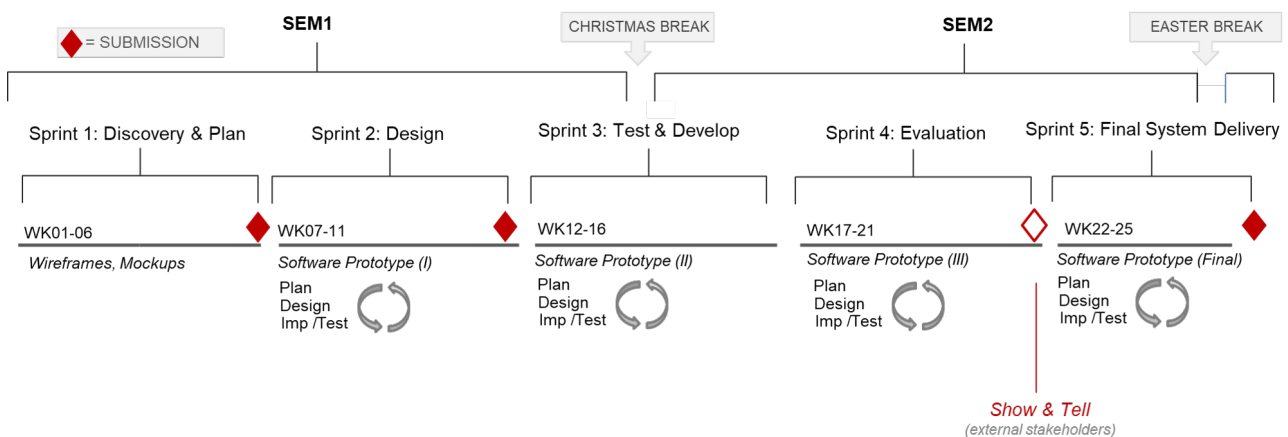 SEM1
CHRISTMAS BREAK
SEM2
EASTER BREAK
= SUBMISSION
Sprint 1: Discovery & Plan
Sprint 2: Design
Sprint 3: Test & Develop
Sprint 4: Evaluation
Sprint 5: Final System Delivery
WK01-06
WK07-11
WK12-16
WK17-21
WK22-25
Wireframes, Mockups
Software Prototype (I)
Software Prototype (II)
Software Prototype (III)
Software Prototype (Final)
Plan
Design
Imp /Test
Plan
Design
Imp /Test
Plan
Design
Imp /Test
Plan
Design
Imp /Test
Show & Tell
(external stakeholders)